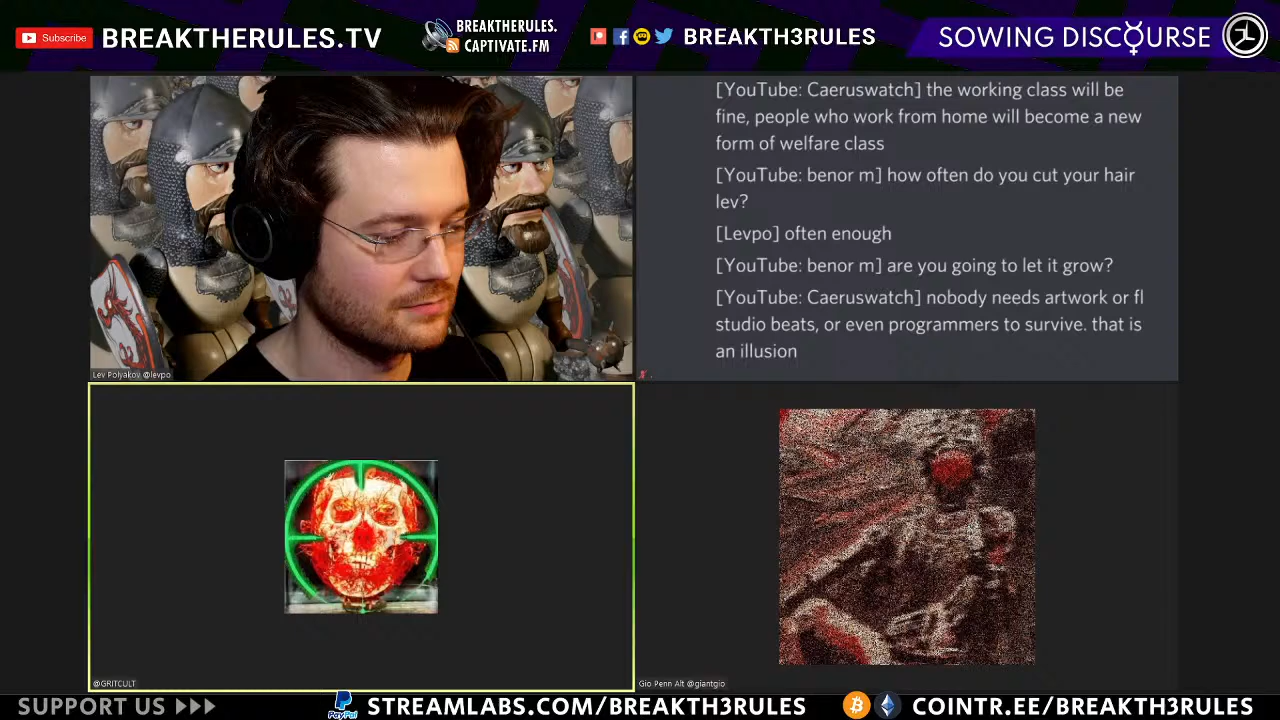 Subscribe BREAKTHERULES.TV
BREAKTHERULES.
CAPTIVATE.FM
BREAKTH3RULES
SOWING DISCOURSE
[YouTube: Caeruswatch] the working class will be
fine, people who work from home will become a new
form of welfare class
[YouTube: benor m] how often do you cut your hair
lev?
[Levpo] often enough
[YouTube: benor m] are you going to let it grow?
[YouTube: Caeruswatch] nobody needs artwork or fl
studio beats, or even programmers to survive. that is
an illusion
Lev Polyakov @levpo
@GRITCULT
Gio Penn Alt @giantgio
SUPPORT US
PayPal
STREAMLABS.COM/BREAKTH3RULES
COINTR.EE/BREAKTH3RULES